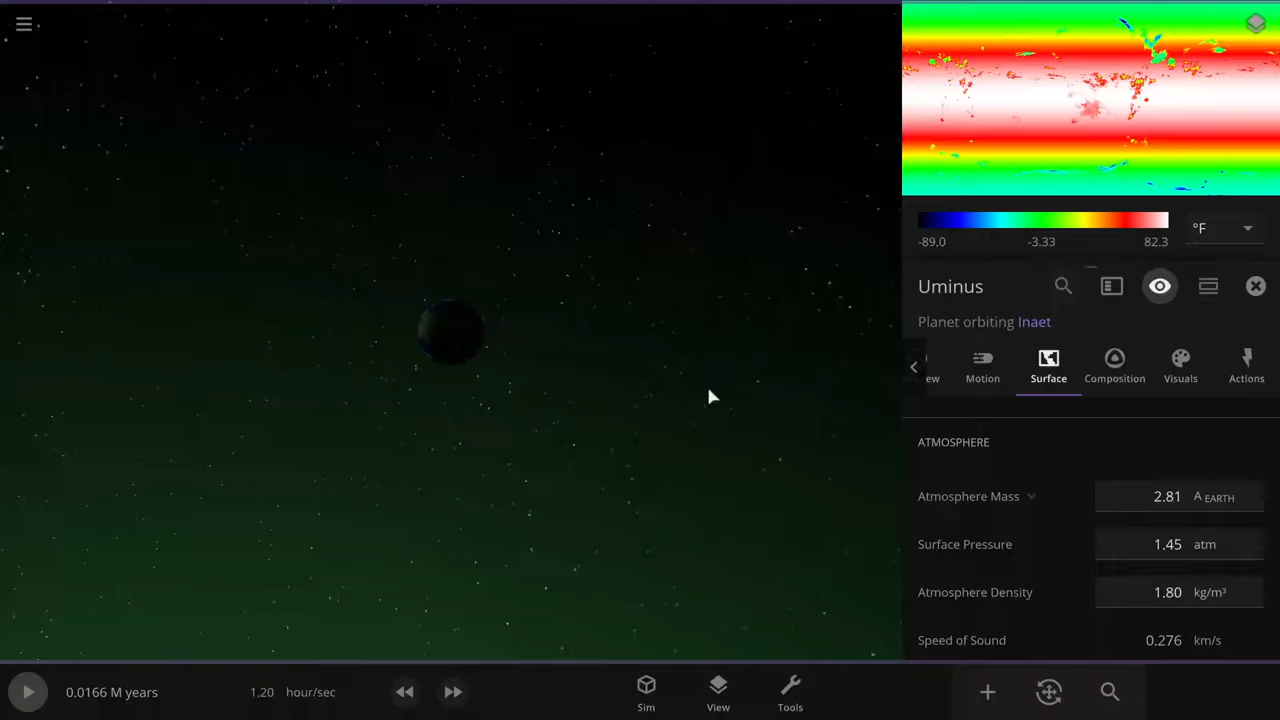 °F
-89.0 -3.33 82.3
Uminus
Planet orbiting Inaet
ew Motion Surface Composition Visuals Actions
ATMOSPHERE
Atmosphere Mass 2.81 A EARTH
Surface Pressure 1.45 atm
Atmosphere Density 1.80 kg/m³
Speed of Sound 0.276 km/s
0.0166 M years 1.20 hour/sec Sim View Tools